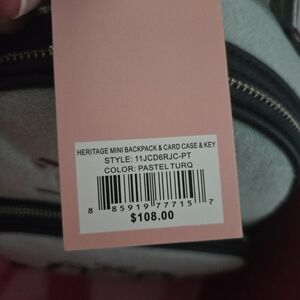 HERITAGE MINI BACKPACK & CARD CASE & KEY
STYLE: 11JCD6RJC-PT
COLOR: PASTEL TURQ
8 85919 77715 7
$108.00